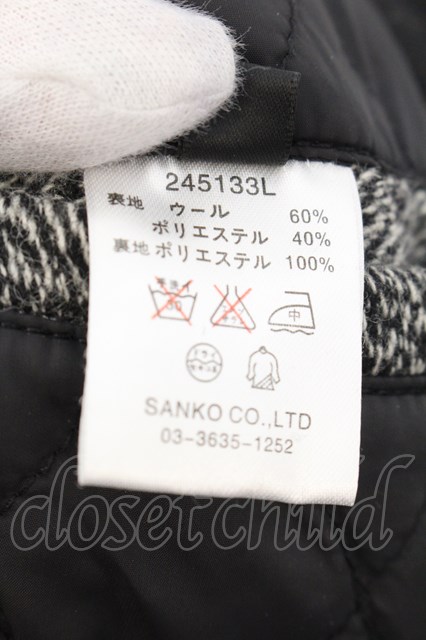 245133L
表地 ウール 60%
ポリエステル 40%
裏地 ポリエステル 100%
中
SANKO CO.,LTD
03-3635-1252
closet child